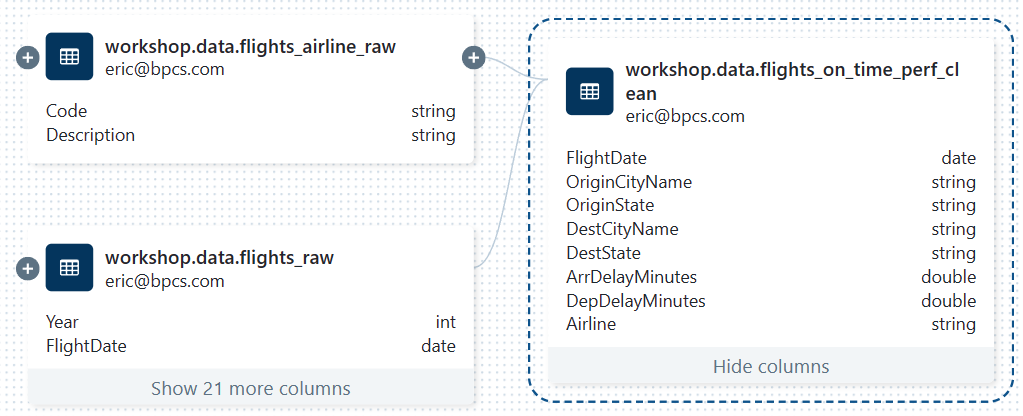 workshop.data.flights_airline_raw
eric@bpcs.com
Code string
Description string
workshop.data.flights_raw
eric@bpcs.com
Year int
FlightDate date
Show 21 more columns
workshop.data.flights_on_time_perf_cl
ean
eric@bpcs.com
FlightDate date
OriginCityName string
OriginState string
DestCityName string
DestState string
ArrDelayMinutes double
DepDelayMinutes double
Airline string
Hide columns